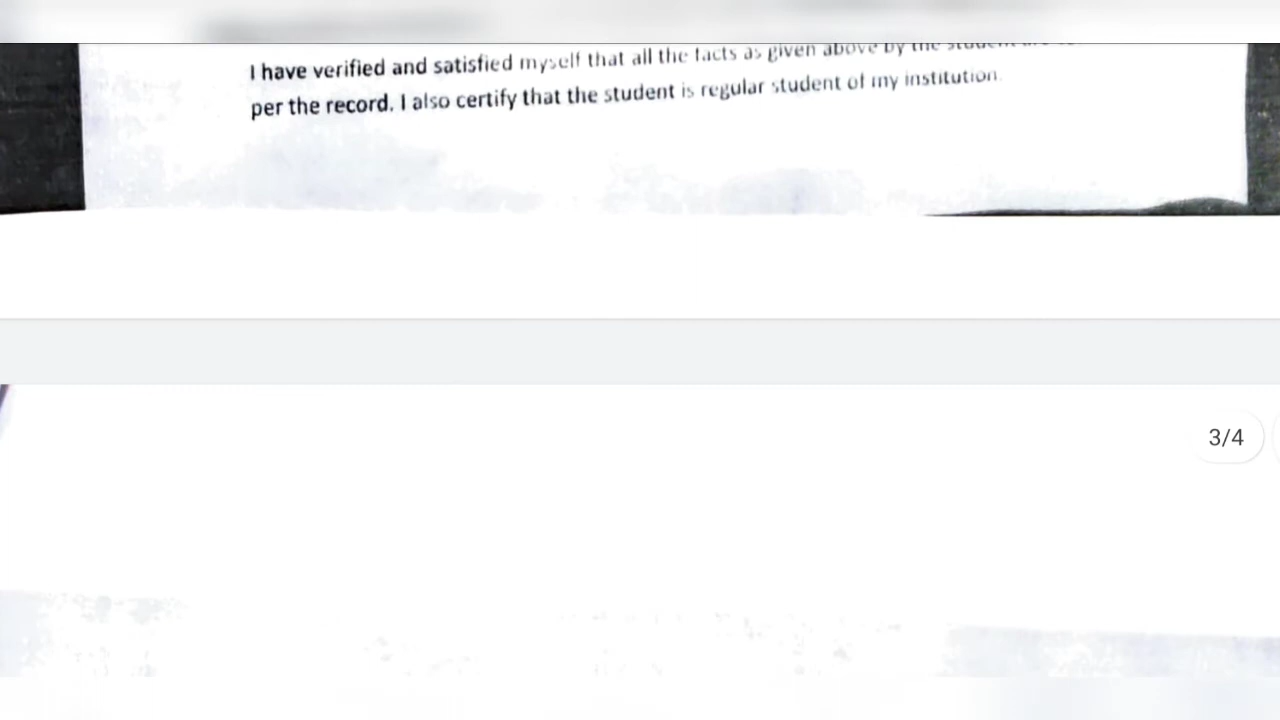 I have verified and satisfied myself that all the facts as given above by the student
per the record. I also certify that the student is regular student of my institution.
3/4